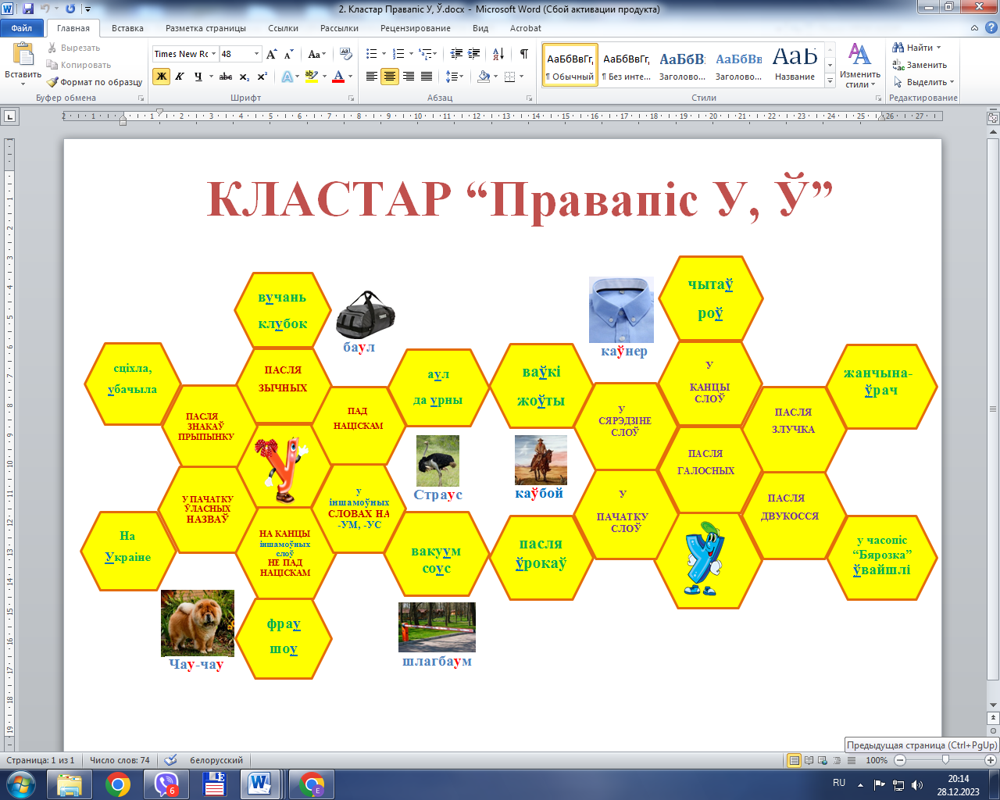 2. Кластар Правапіс У, Ў.docx - Microsoft Word (Сбой активации продукта)
Файл Главная Вставка Разметка страницы Ссылки Рассылки Рецензирование Вид Acrobat
Вставить
Вырезать
Копировать
Формат по образцу
Буфер обмена
Times New Ro 48
Шрифт
Абзац
АаБбВвГг, АаБбВвГг, АаБбВ АаБбВв АаЬ
¶ Обычный ¶ Без инте... Заголово... Заголово... Название
Стили
Изменить
стили
Найти
Заменить
Выделить
Редактирование
КЛАСТАР “Правапіс У, Ў”
вучань
клубок
баул
сціхла,
убачыла
ПАСЛЯ
ЗЫЧНЫХ
аул
да урны
ПАСЛЯ
ЗНАКАЎ
ПРЫПЫНКУ
ПАД
НАЦІСКАМ
Страус
У ПАЧАТКУ
ЎЛАСНЫХ
НАЗВАЎ
у
іншамоўных
СЛОВАХ НА
-УМ, -УС
На
Украіне
НА КАНЦЫ
іншамоўных
слоў
НЕ ПАД
НАЦІСКАМ
вакуум
соус
Чау-чау
фрау
шоу
шлагбаум
каўнер
чытаў
роў
ваўкі
жоўты
У
КАНЦЫ
СЛОЎ
жанчына-
ўрач
У
СЯРЭДЗІНЕ
СЛОЎ
ПАСЛЯ
ЗЛУЧКА
каўбой
ПАСЛЯ
ГАЛОСНЫХ
У
ПАЧАТКУ
СЛОЎ
ПАСЛЯ
ДВУКОССЯ
пасля
ўрокаў
у часопіс
“Бярозка”
ўвайшлі
Предыдущая страница (Ctrl+PgUp)
Страница: 1 из 1 Число слов: 74 белорусский 100%
RU 20:14
28.12.2023